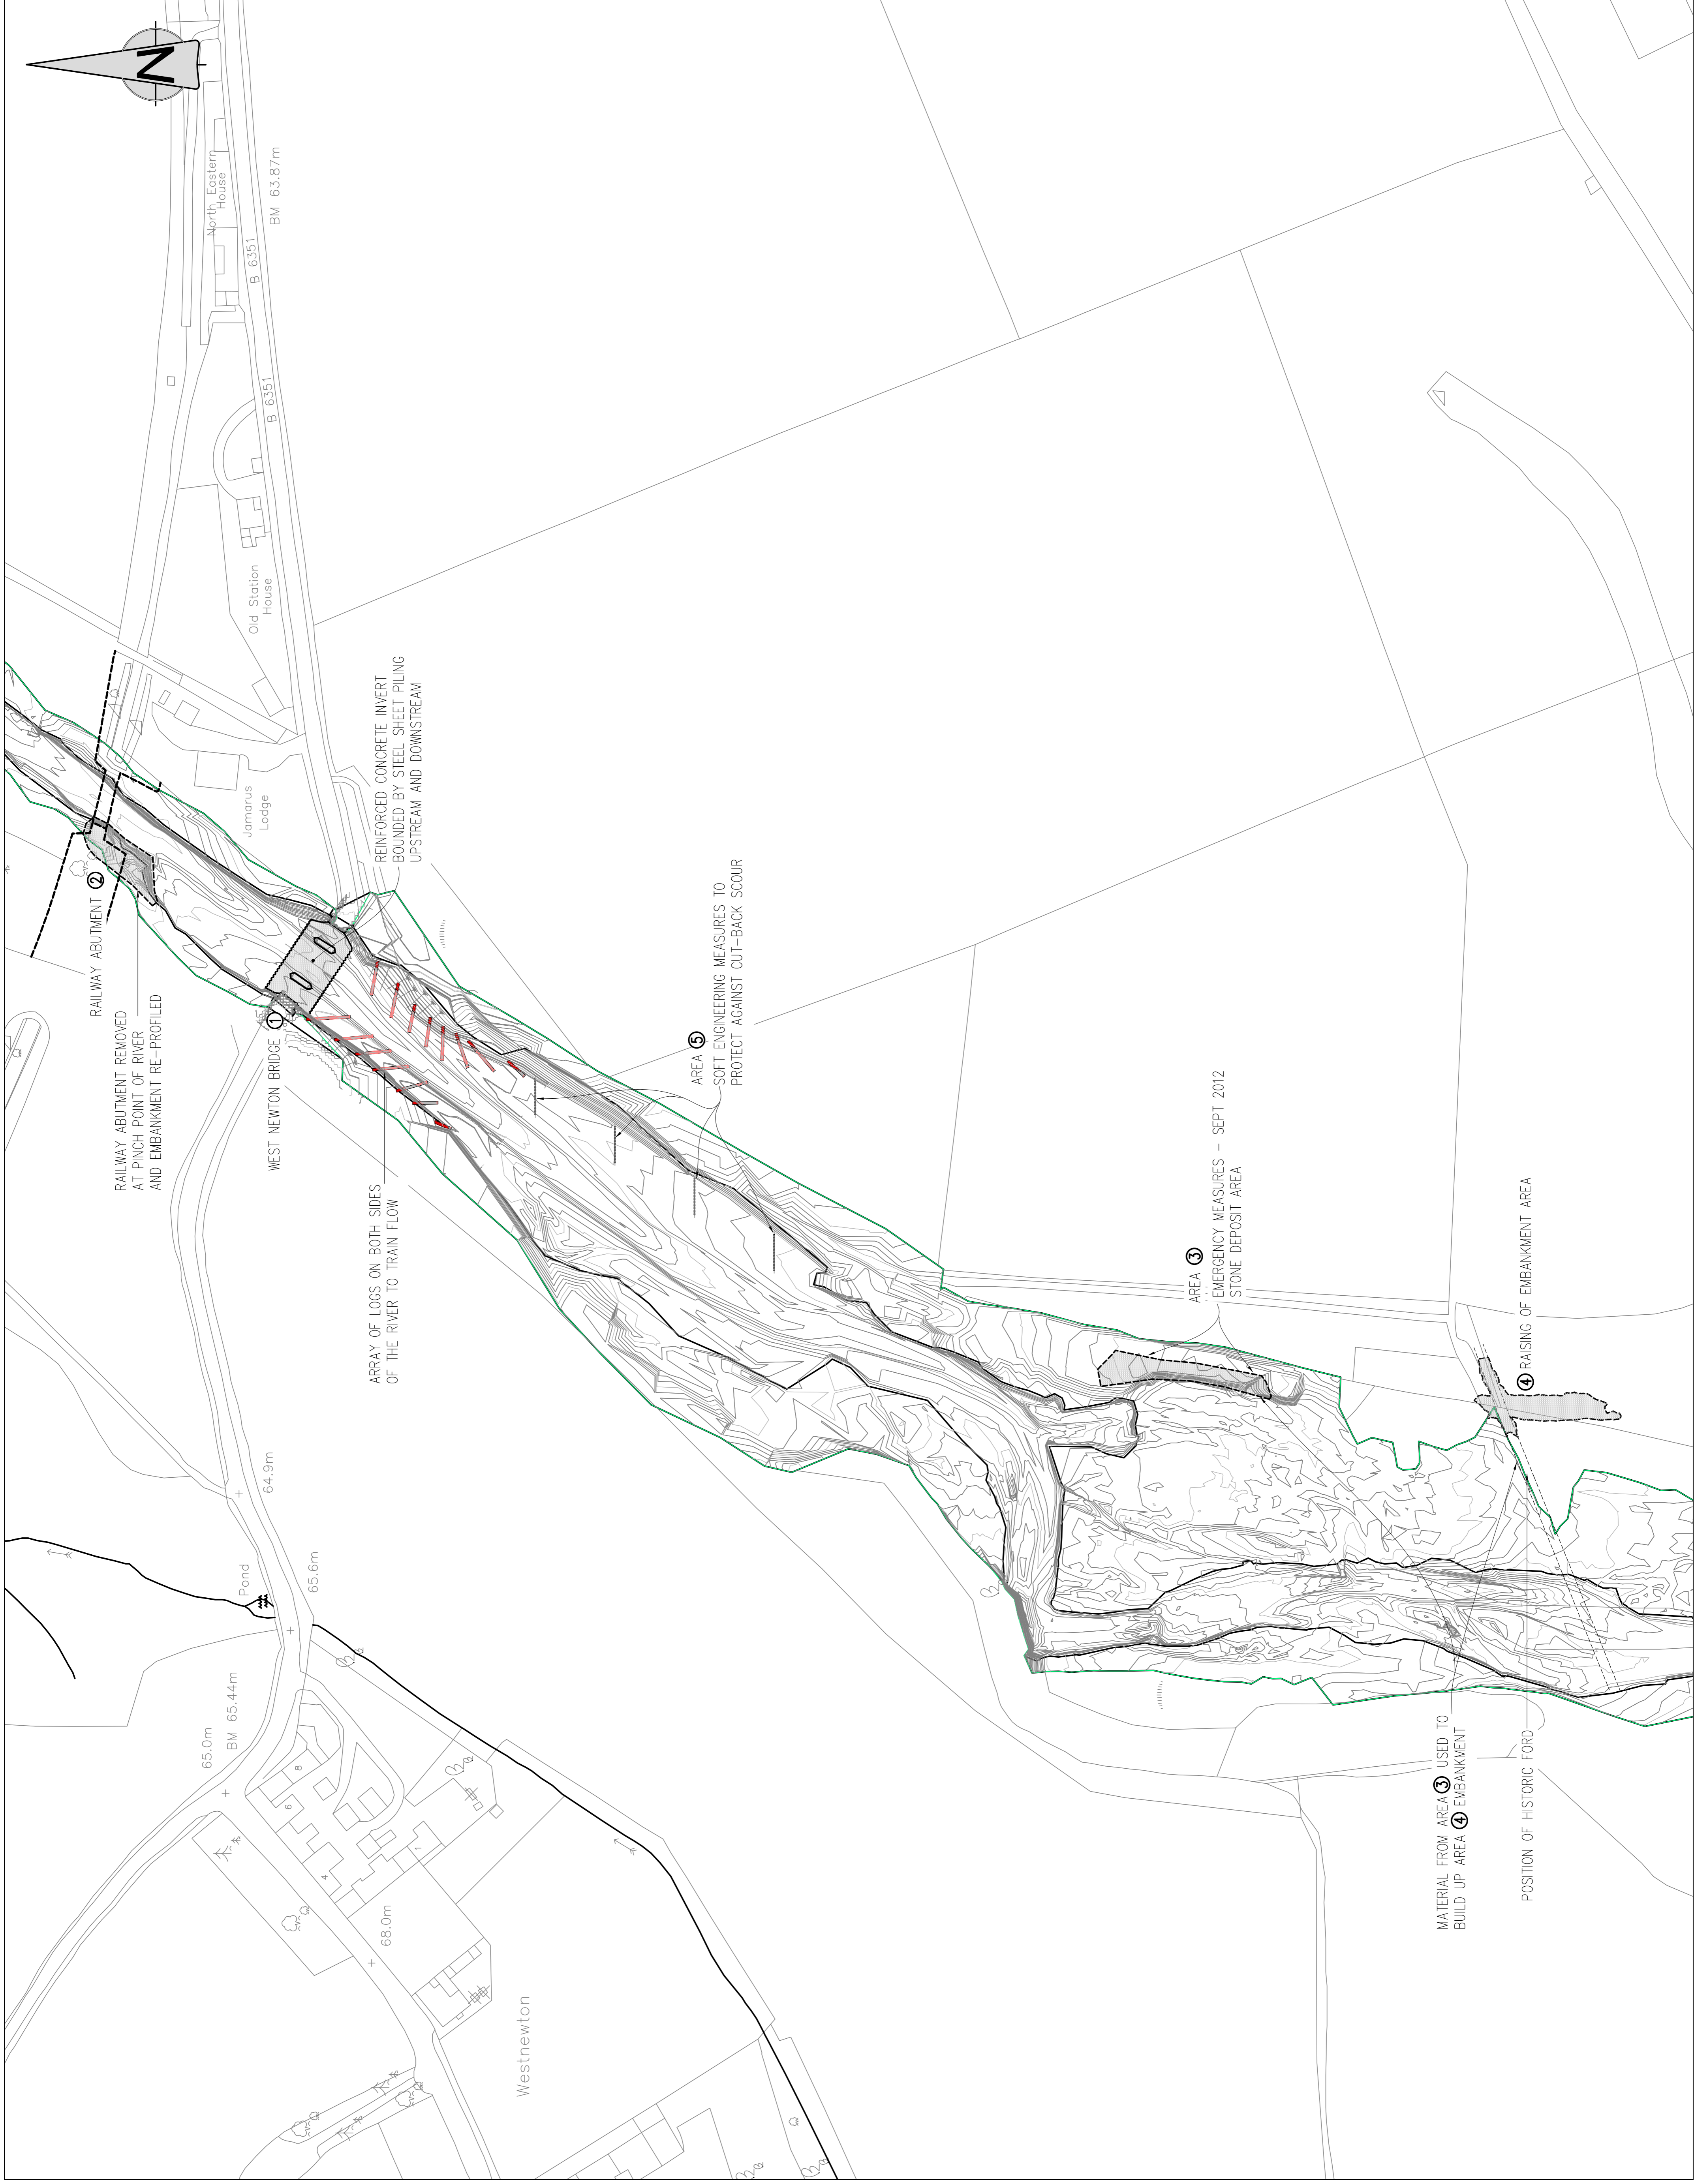 N
North Eastern
House
BM 63.87m
B 6351
B 6351
Old Station
House
RAILWAY ABUTMENT 2
RAILWAY ABUTMENT REMOVED
AT PINCH POINT OF RIVER
AND EMBANKMENT RE-PROFILED
Jamarus
Lodge
REINFORCED CONCRETE INVERT
BOUNDED BY STEEL SHEET PILING
UPSTREAM AND DOWNSTREAM
WEST NEWTON BRIDGE 1
ARRAY OF LOGS ON BOTH SIDES
OF THE RIVER TO TRAIN FLOW
AREA 5
SOFT ENGINEERING MEASURES TO
PROTECT AGAINST CUT-BACK SCOUR
AREA 3
EMERGENCY MEASURES - SEPT 2012
STONE DEPOSIT AREA
4 RAISING OF EMBANKMENT AREA
MATERIAL FROM AREA 3 USED TO
BUILD UP AREA 4 EMBANKMENT
POSITION OF HISTORIC FORD
64.9m
Pond
65.6m
65.0m
BM 65.44m
8
6
4
1
68.0m
Westnewton